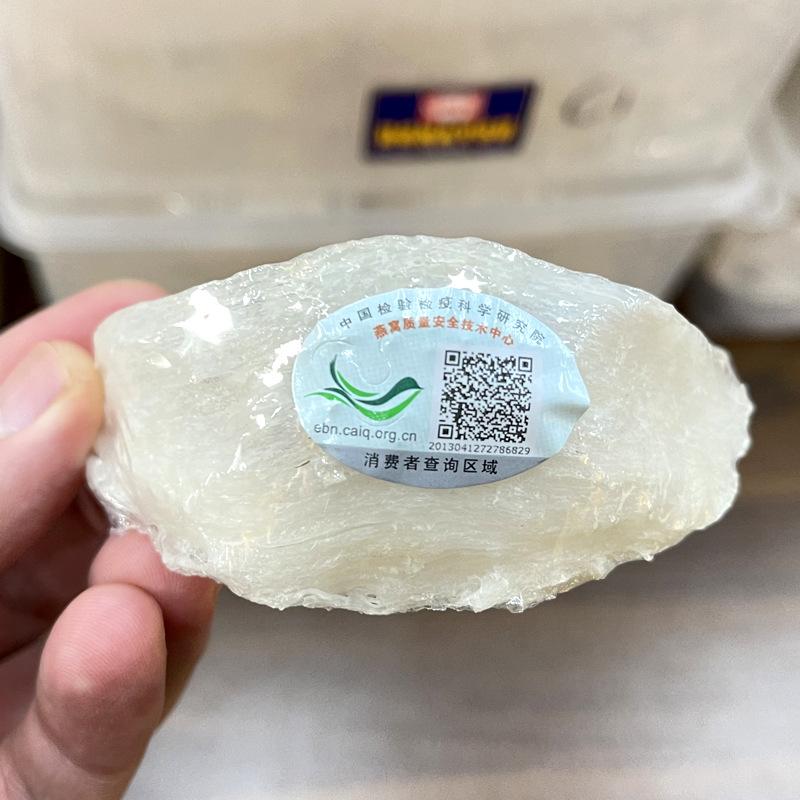 中国检验检疫科学研究院
燕窝质量安全技术中心
ebn.caiq.org.cn
2013041272786829
消费者查询区域